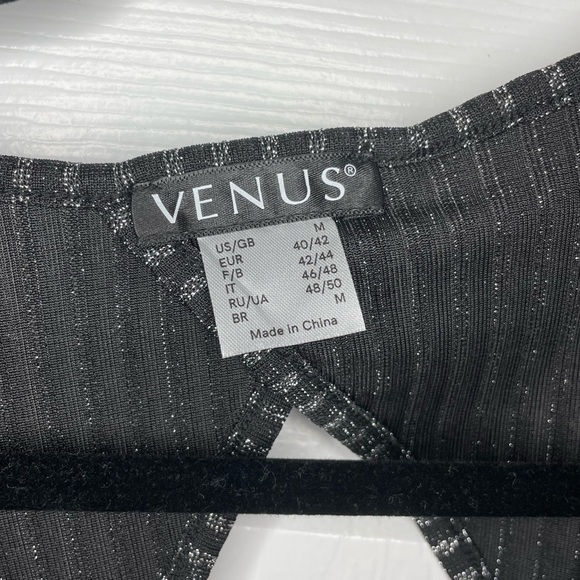 VENUS®
US/GB M
EUR 40/42
F/B 42/44
IT 46/48
RU/UA 48/50
BR M
Made in China